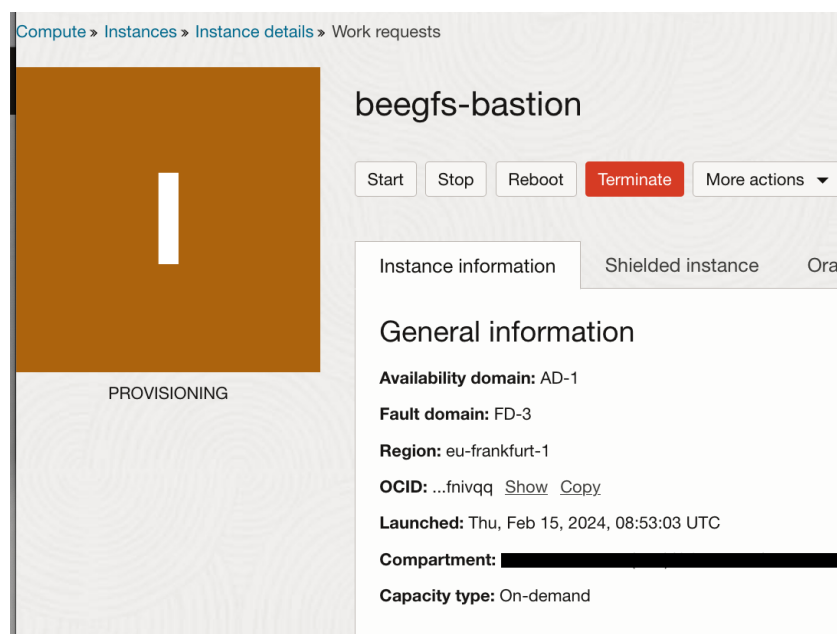 Compute » Instances » Instance details » Work requests
I
PROVISIONING
beegfs-bastion
Start Stop Reboot Terminate More actions
Instance information Shielded instance Ora
General information
Availability domain: AD-1
Fault domain: FD-3
Region: eu-frankfurt-1
OCID: ...fnivqq Show Copy
Launched: Thu, Feb 15, 2024, 08:53:03 UTC
Compartment:
Capacity type: On-demand